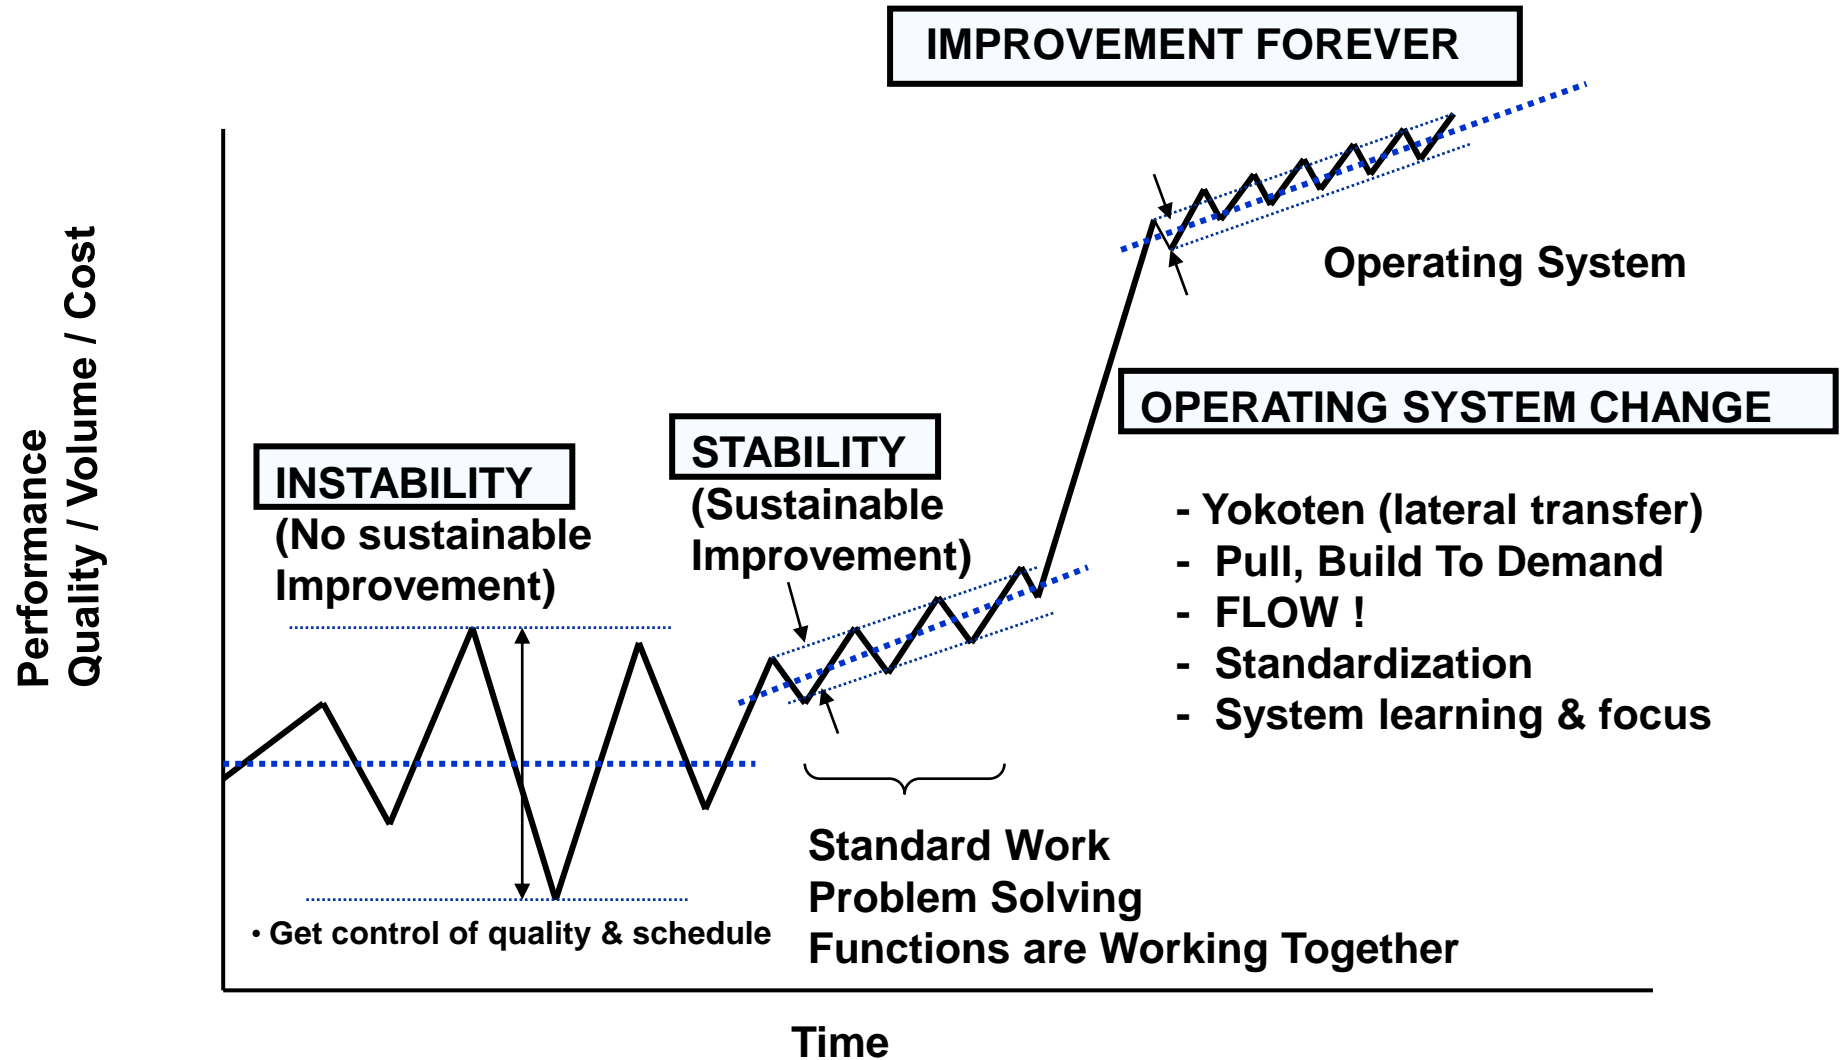 IMPROVEMENT FOREVER
Performance
Quality / Volume / Cost
Operating System
OPERATING SYSTEM CHANGE
- Yokoten (lateral transfer)
- Pull, Build To Demand
- FLOW !
- Standardization
- System learning & focus
INSTABILITY
(No sustainable
Improvement)
STABILITY
(Sustainable
Improvement)
• Get control of quality & schedule
Standard Work
Problem Solving
Functions are Working Together
Time